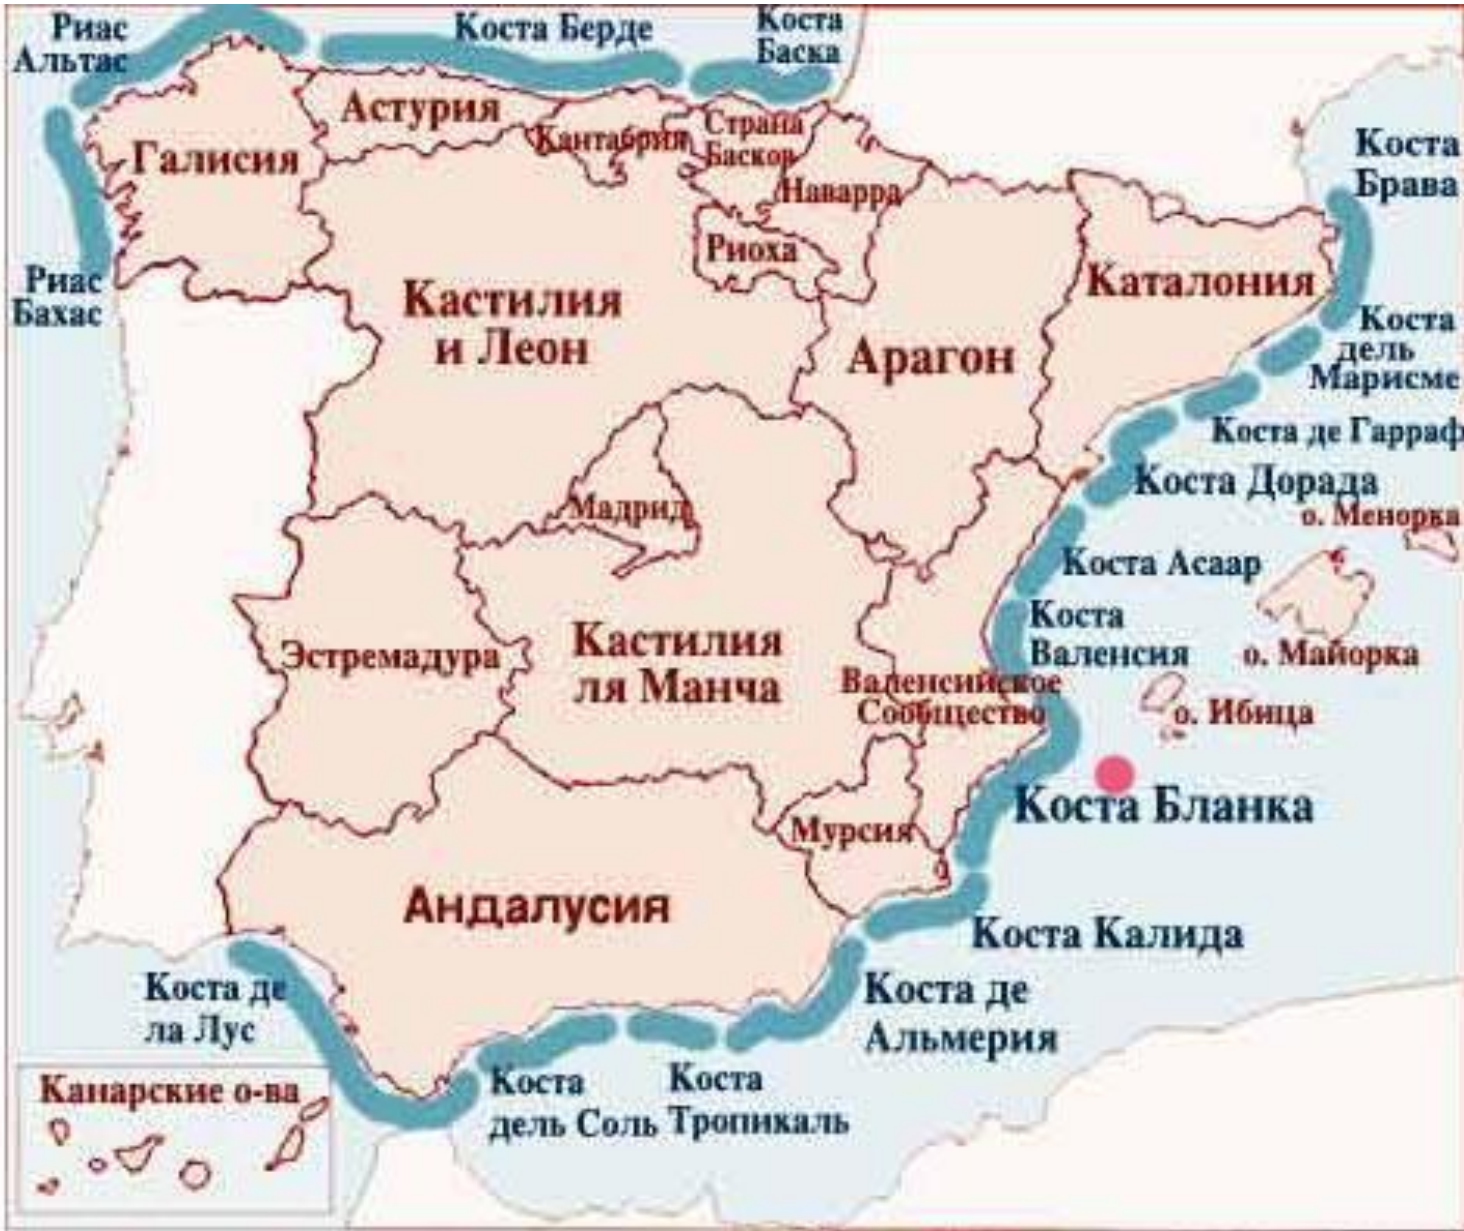 Риас
Альтас
Коста Берде
Коста
Баска
Астурия
Кантабрия
Страна
Басков
Коста
Брава
Галисия
Наварра
Риоха
Риас
Бахас
Кастилия
и Леон
Каталония
Арагон
Коста
дель
Марисме
Коста де Гарраф
Коста Дорада
о. Менорка
Мадрид
Коста Асаар
Коста
Валенсия
о. Майорка
Эстремадура
Кастилия
ля Манча
Валенсийское
Сообщество
о. Ибица
Коста Бланка
Мурсия
Андалусия
Коста Калида
Коста де
ла Лус
Коста де
Альмерия
Канарские о-ва
Коста
дель Соль
Коста
Тропикаль